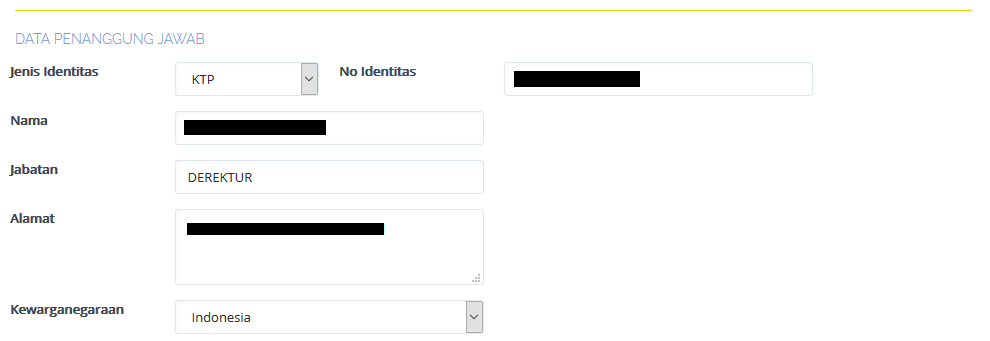 DATA PENANGGUNG JAWAB
Jenis Identitas KTP No Identitas
Nama
Jabatan DEREKTUR
Alamat
Kewarganegaraan Indonesia